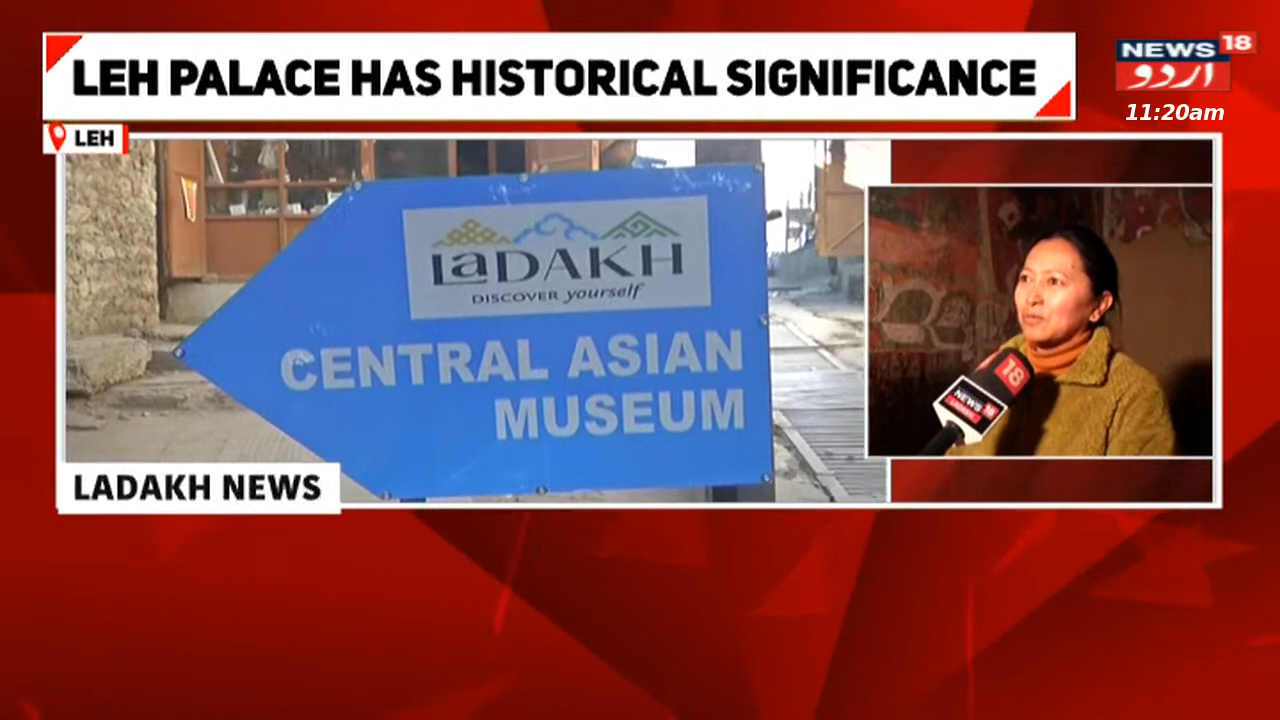 LEH PALACE HAS HISTORICAL SIGNIFICANCE
NEWS 18
اردو
11:20am
LEH
LaDAKH
DISCOVER yourself
CENTRAL ASIAN
MUSEUM
18
NEWS 18
LADAKH NEWS